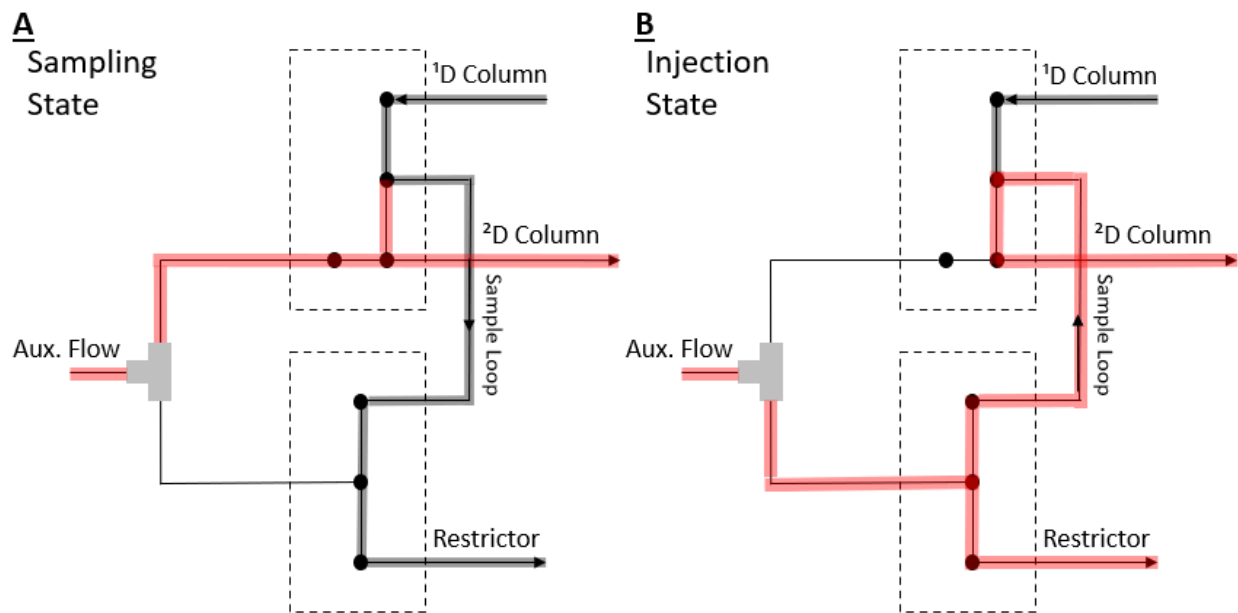 A
Sampling
State
¹D Column
²D Column
Sample Loop
Aux. Flow
Restrictor
B
Injection
State
¹D Column
²D Column
Sample Loop
Aux. Flow
Restrictor